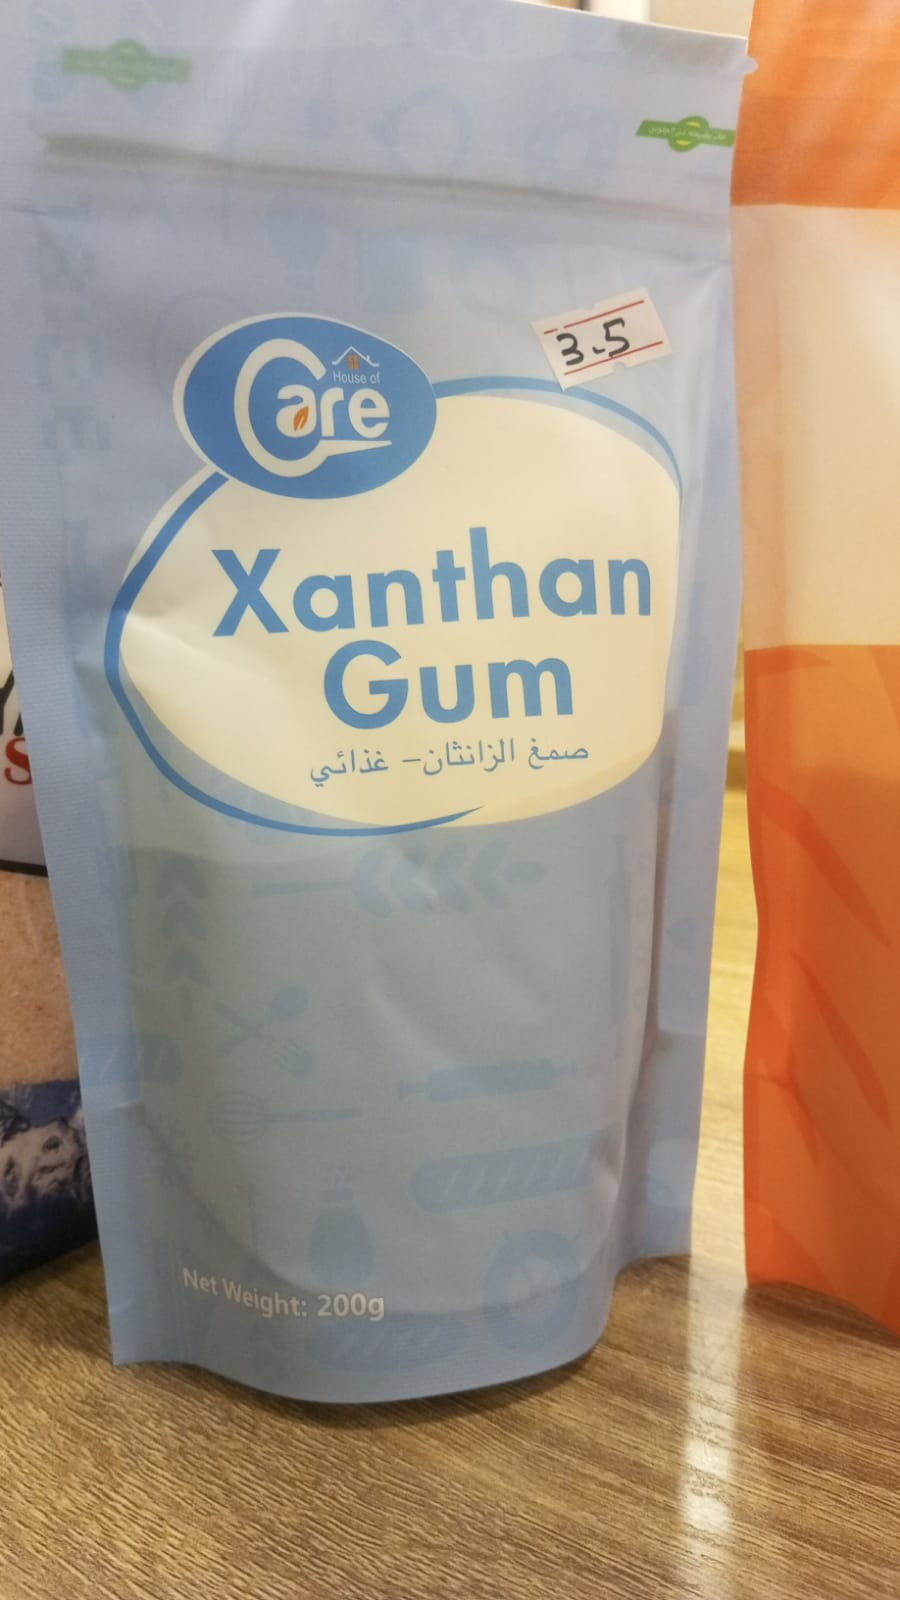 3.5
House of
Care
Xanthan
Gum
صمغ الزانثان– غذائي
Net Weight: 200g